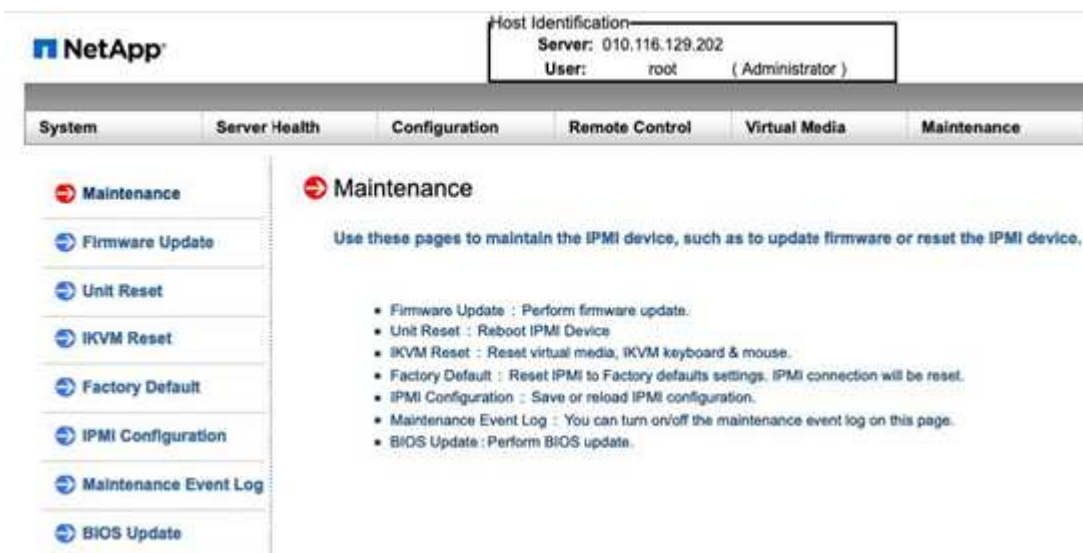 Host Identification
NetApp
Server: 010.116.129.202
User: root ( Administrator )
System Server Health Configuration Remote Control Virtual Media Maintenance
Maintenance
Firmware Update
Unit Reset
IKVM Reset
Factory Default
IPMI Configuration
Maintenance Event Log
BIOS Update
Maintenance
Use these pages to maintain the IPMI device, such as to update firmware or reset the IPMI device.
• Firmware Update : Perform firmware update.
• Unit Reset : Reboot IPMI Device
• IKVM Reset : Reset virtual media, IKVM keyboard & mouse.
• Factory Default : Reset IPMI to Factory defaults settings. IPMI connection will be reset.
• IPMI Configuration : Save or reload IPMI configuration.
• Maintenance Event Log : You can turn on/off the maintenance event log on this page.
• BIOS Update : Perform BIOS update.